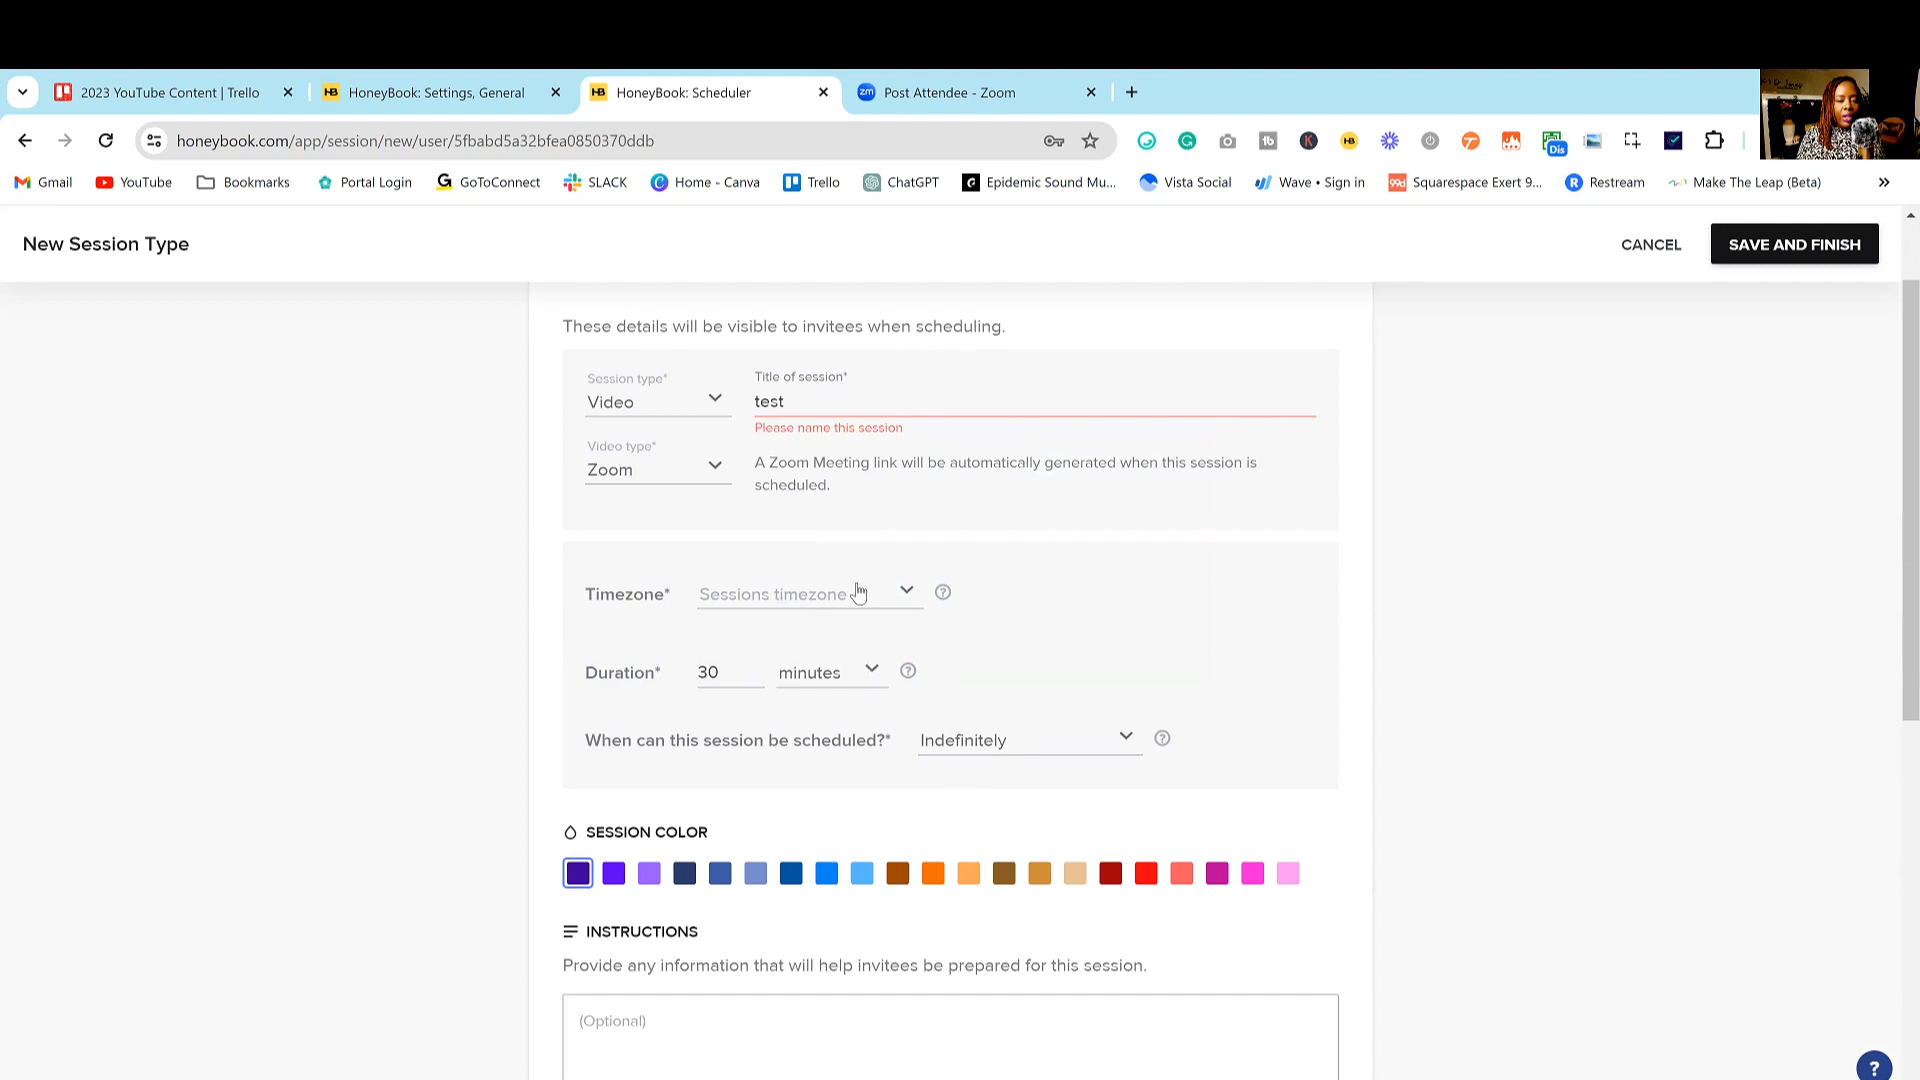 2023 YouTube Content | Trello
HB HoneyBook: Settings, General
HB HoneyBook: Scheduler
zm Post Attendee - Zoom
honeybook.com/app/session/new/user/5fbabd5a32bfea0850370ddb
Gmail
YouTube
Bookmarks
Portal Login
GoToConnect
SLACK
Home - Canva
Trello
ChatGPT
Epidemic Sound Mu...
Vista Social
Wave • Sign in
Squarespace Exert 9...
Restream
Make The Leap (Beta)
New Session Type
CANCEL
SAVE AND FINISH
These details will be visible to invitees when scheduling.
Session type*
Video
Title of session*
test
Please name this session
Video type*
Zoom
A Zoom Meeting link will be automatically generated when this session is
scheduled.
Timezone*
Sessions timezone
Duration*
30
minutes
When can this session be scheduled?*
Indefinitely
SESSION COLOR
INSTRUCTIONS
Provide any information that will help invitees be prepared for this session.
(Optional)